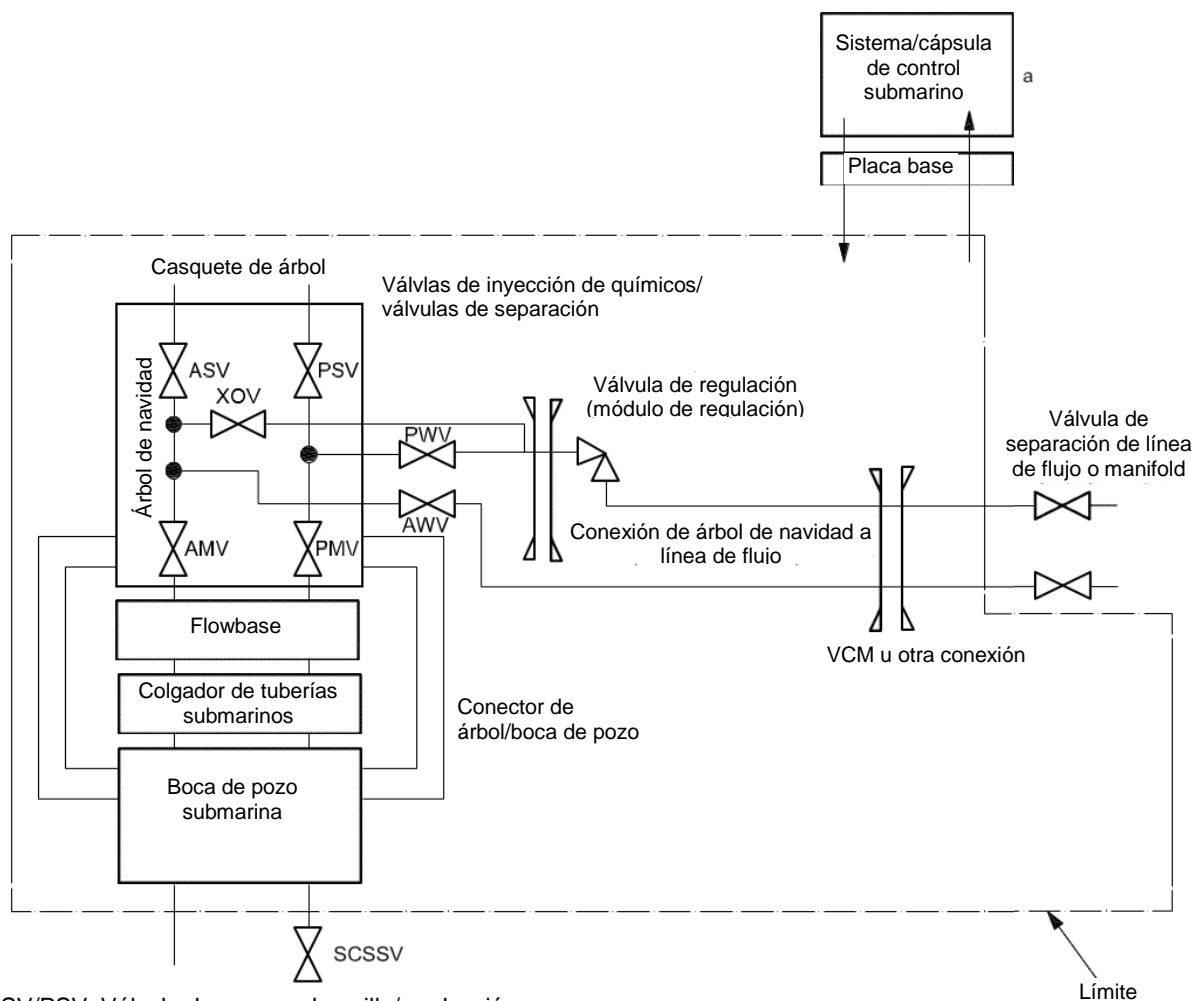 Sistema/cápsula
de control
submarino
a
Placa base
Casquete de árbol
Válvlas de inyección de químicos/
válvulas de separación
Árbol de navidad
ASV
PSV
XOV
PWV
AWV
AMV
PMV
Válvula de regulación
(módulo de regulación)
Válvula de
separación de línea
de flujo o manifold
Conexión de árbol de navidad a
línea de flujo
VCM u otra conexión
Flowbase
Colgador de tuberías
submarinos
Conector de
árbol/boca de pozo
Boca de pozo
submarina
SCSSV
Límite